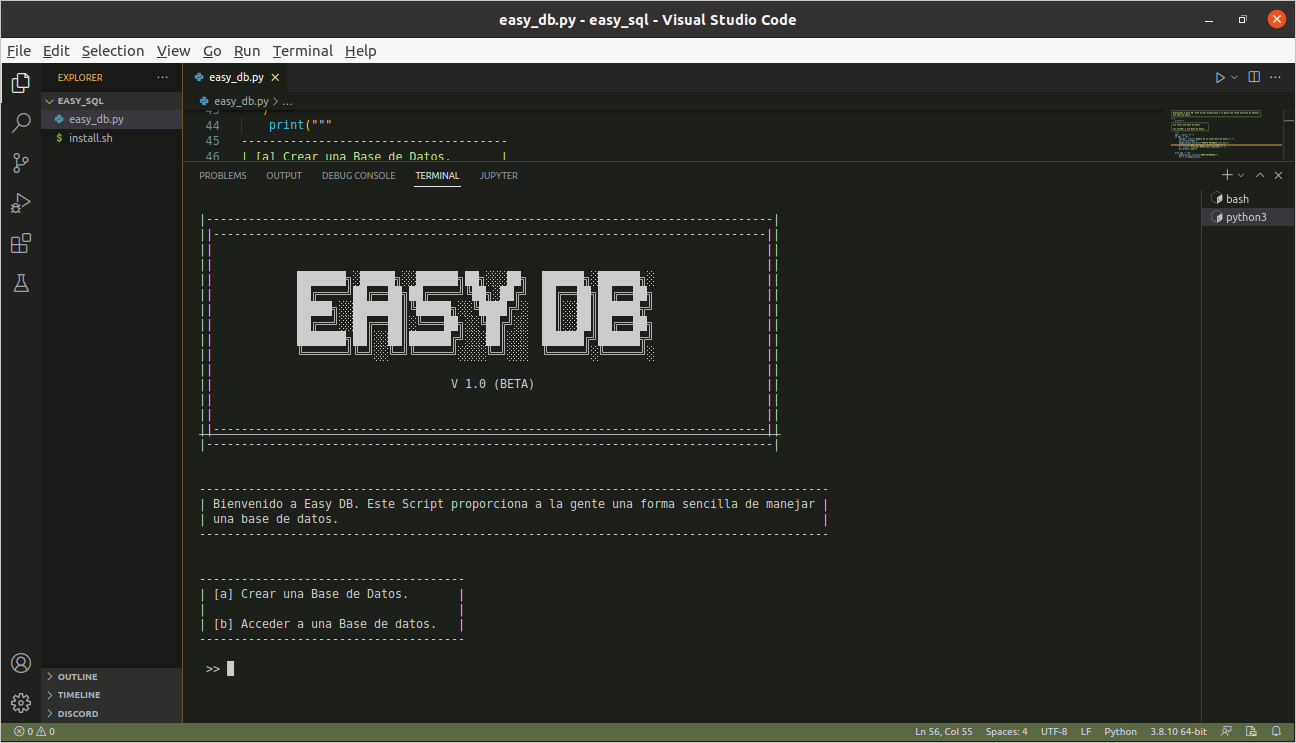 easy_db.py - easy_sql - Visual Studio Code
File Edit Selection View Go Run Terminal Help
EXPLORER
EASY_SQL
easy_db.py
install.sh
OUTLINE
TIMELINE
DISCORD
easy_db.py
easy_db.py > ...
43 )
44 print("""
45 --------------------------------------
46 | [a] Crear una Base de Datos. |
PROBLEMS OUTPUT DEBUG CONSOLE TERMINAL JUPYTER
bash
python3
EASY DB
V 1.0 (BETA)
| Bienvenido a Easy DB. Este Script proporciona a la gente una forma sencilla de manejar |
| una base de datos. |
| [a] Crear una Base de Datos. |
| [b] Acceder a una Base de datos. |
>>
0 0 Ln 56, Col 55 Spaces: 4 UTF-8 LF Python 3.8.10 64-bit